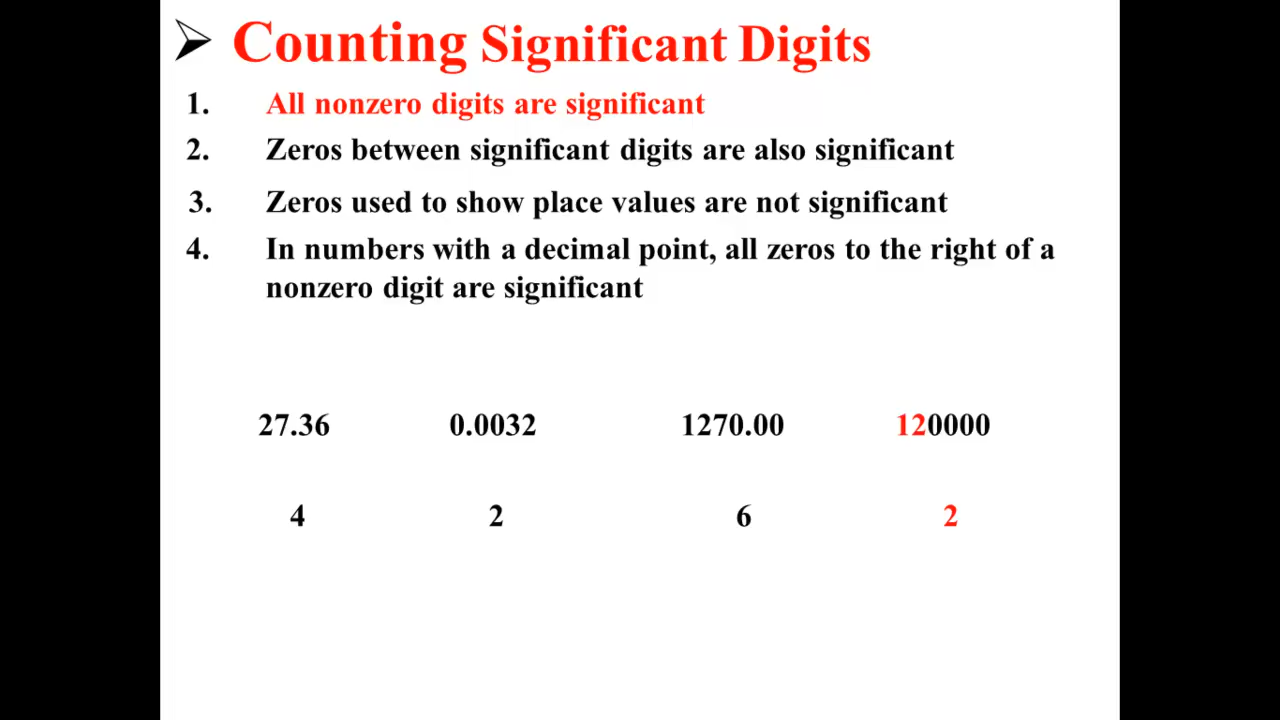 Counting Significant Digits
1. All nonzero digits are significant
2. Zeros between significant digits are also significant
3. Zeros used to show place values are not significant
4. In numbers with a decimal point, all zeros to the right of a
nonzero digit are significant
27.36 0.0032 1270.00 120000
4 2 6 2